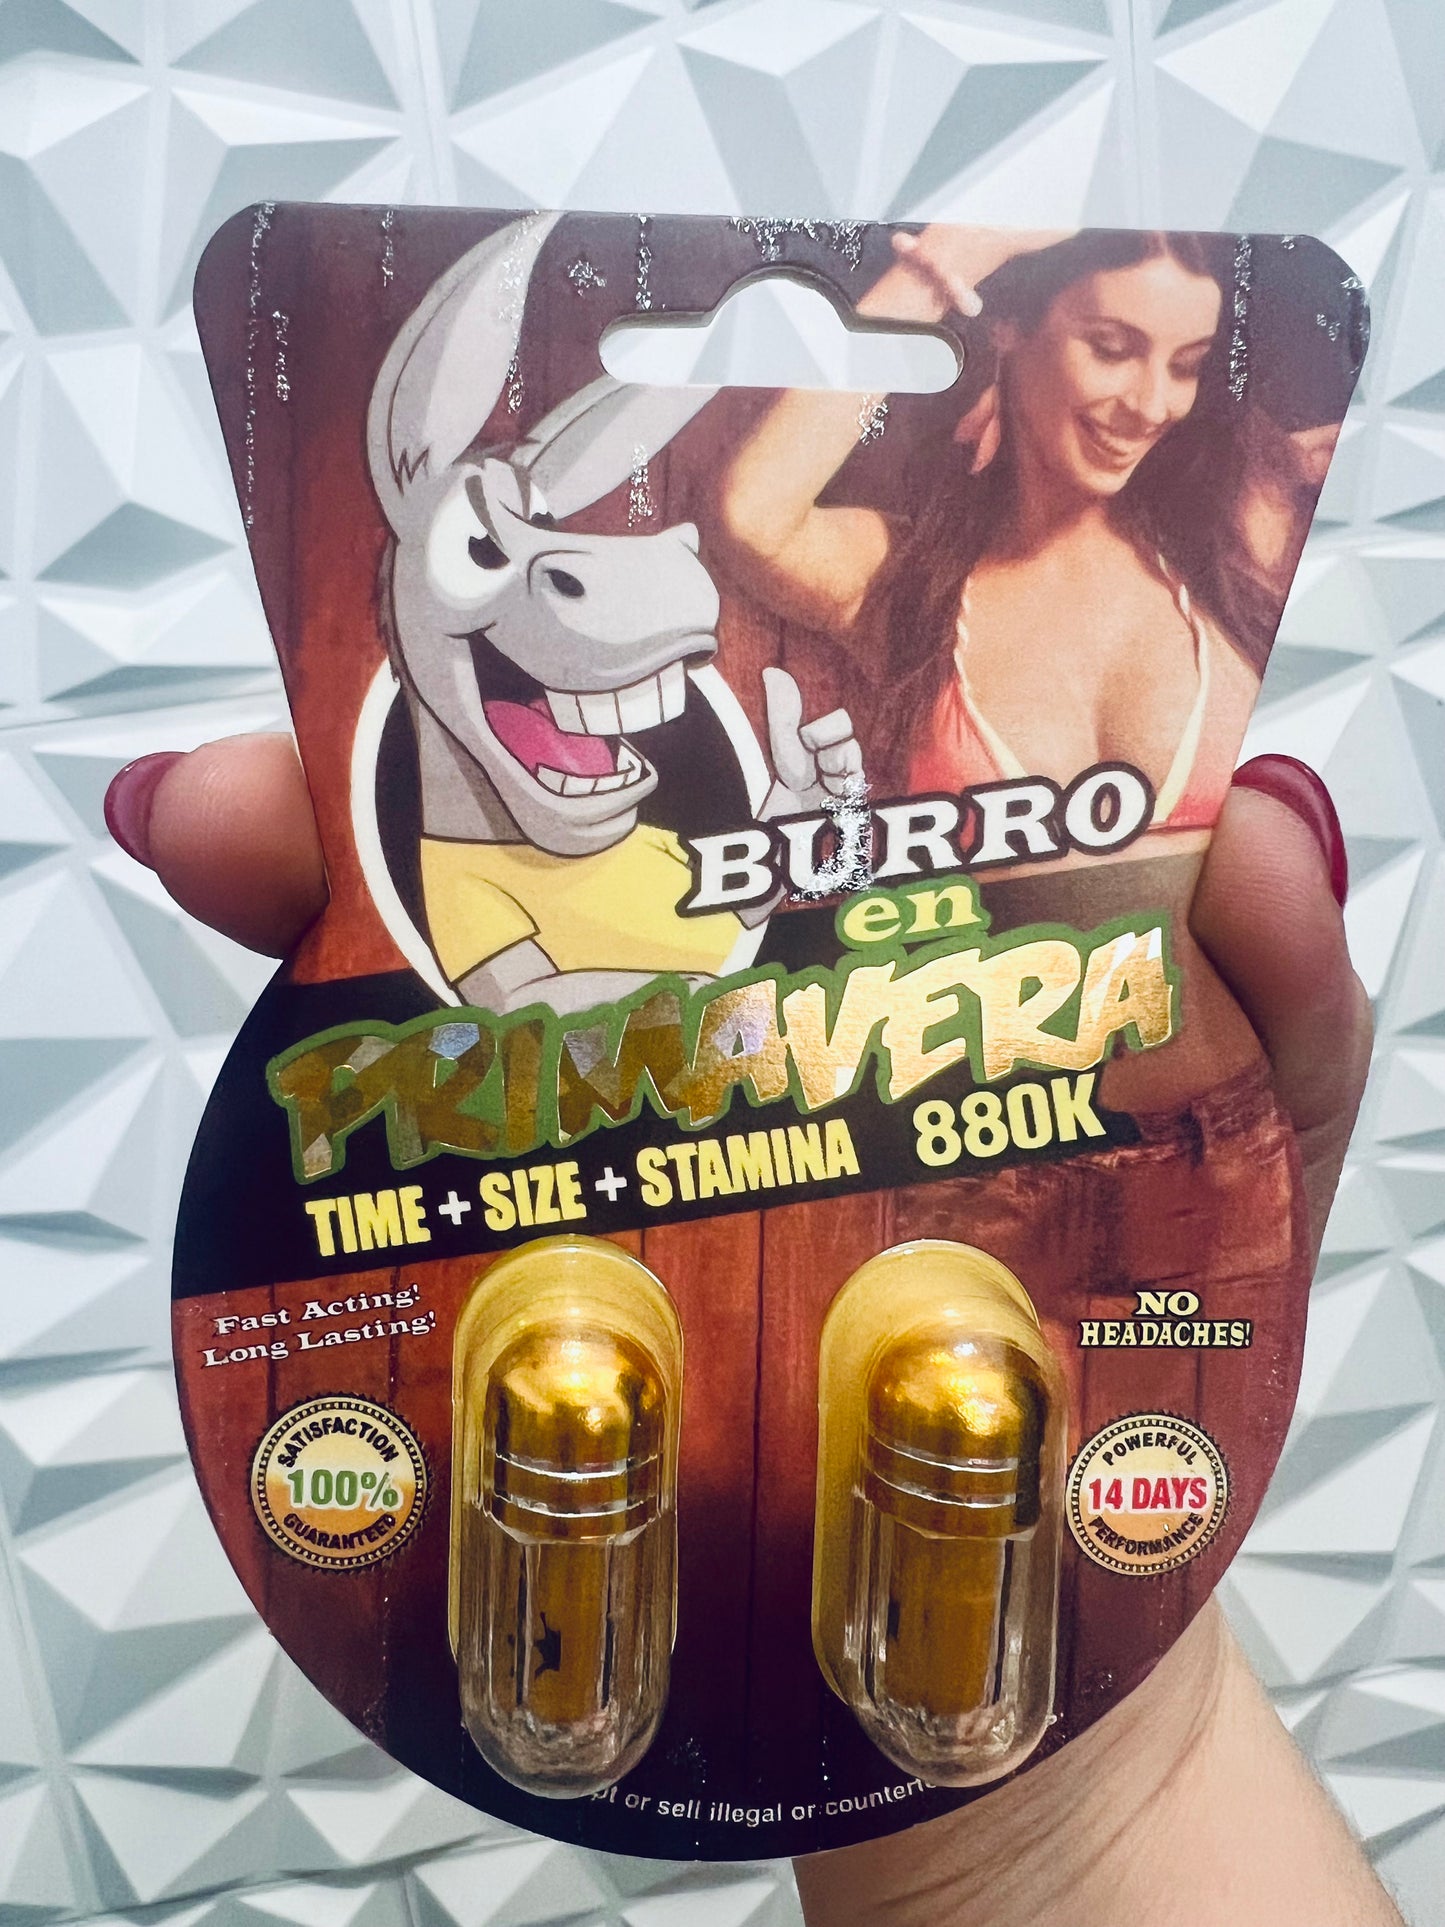 BURRO
en
PRIMAVERA
TIME + SIZE + STAMINA 880K
Fast Acting!
Long Lasting!
NO
HEADACHES!
SATISFACTION
100%
GUARANTEED
POWERFUL
14 DAYS
PERFORMANCE
or sell illegal or